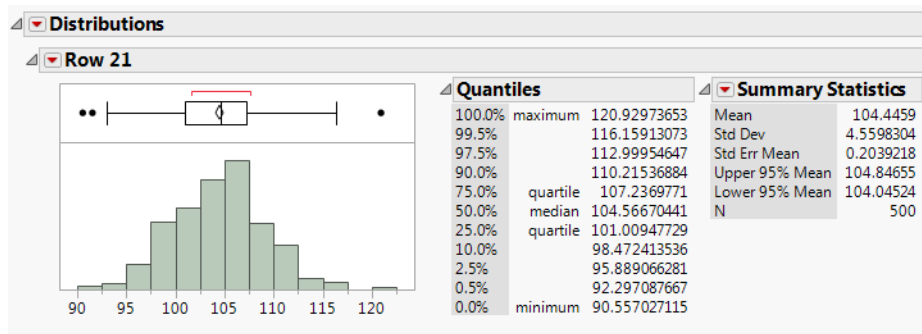 Distributions
Row 21
90 95 100 105 110 115 120
Quantiles
100.0% maximum 120.92973653
99.5% 116.15913073
97.5% 112.99954647
90.0% 110.21536884
75.0% quartile 107.2369771
50.0% median 104.56670441
25.0% quartile 101.00947729
10.0% 98.472413536
2.5% 95.889066281
0.5% 92.297087667
0.0% minimum 90.557027115
Summary Statistics
Mean 104.4459
Std Dev 4.5598304
Std Err Mean 0.2039218
Upper 95% Mean 104.84655
Lower 95% Mean 104.04524
N 500